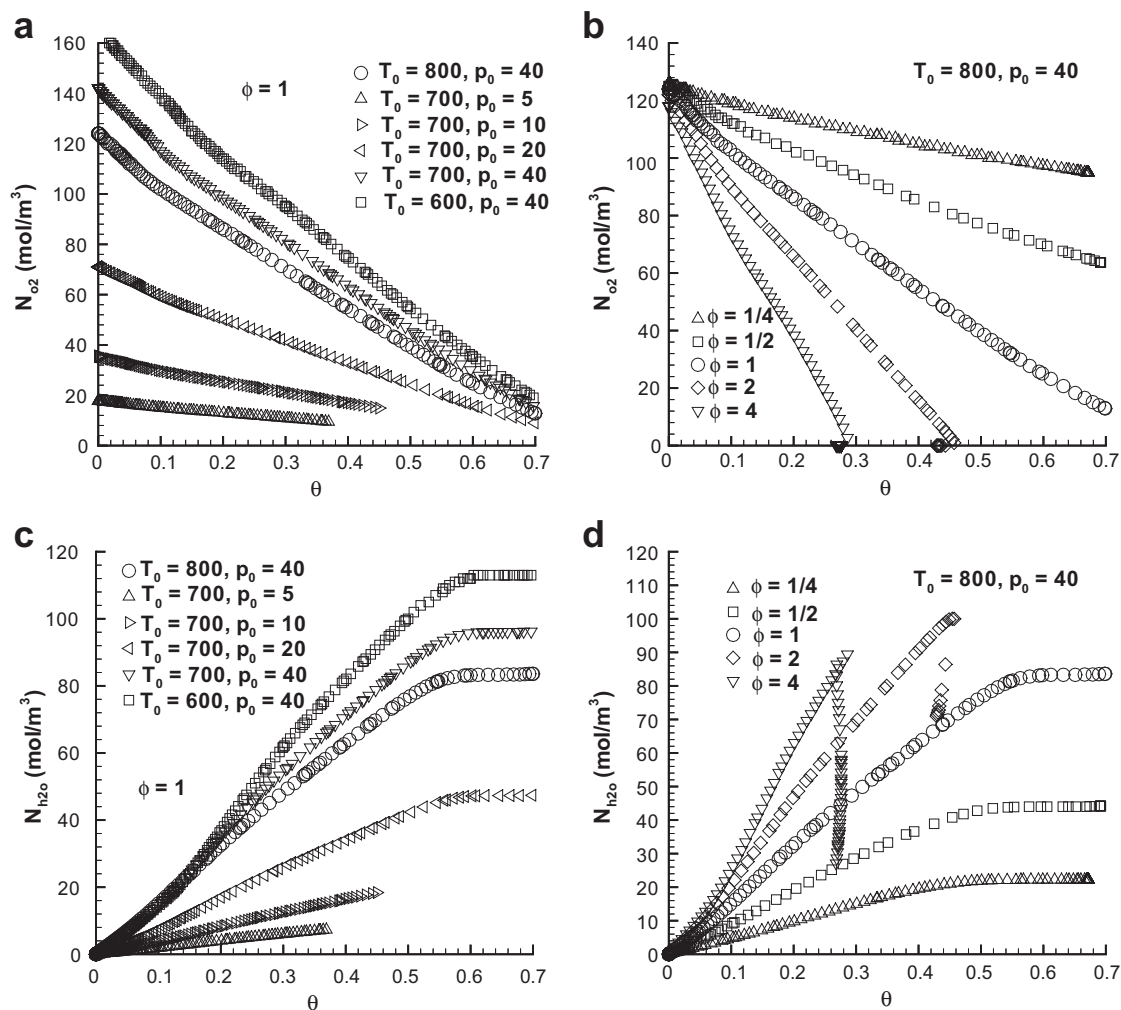 a
160
140
120
100
80
60
40
20
0
N₀₂ (mol/m³)
ϕ = 1
T₀ = 800, p₀ = 40
T₀ = 700, p₀ = 5
T₀ = 700, p₀ = 10
T₀ = 700, p₀ = 20
T₀ = 700, p₀ = 40
T₀ = 600, p₀ = 40
0 0.1 0.2 0.3 0.4 0.5 0.6 0.7
θ
b
140
120
100
80
60
40
20
0
N₀₂ (mol/m³)
T₀ = 800, p₀ = 40
ϕ = 1/4
ϕ = 1/2
ϕ = 1
ϕ = 2
ϕ = 4
0 0.1 0.2 0.3 0.4 0.5 0.6 0.7
θ
c
120
100
80
60
40
20
0
N_h2o (mol/m³)
T₀ = 800, p₀ = 40
T₀ = 700, p₀ = 5
T₀ = 700, p₀ = 10
T₀ = 700, p₀ = 20
T₀ = 700, p₀ = 40
T₀ = 600, p₀ = 40
ϕ = 1
0 0.1 0.2 0.3 0.4 0.5 0.6 0.7
θ
d
120
110
100
90
80
70
60
50
40
30
20
10
0
N_h2o (mol/m³)
T₀ = 800, p₀ = 40
ϕ = 1/4
ϕ = 1/2
ϕ = 1
ϕ = 2
ϕ = 4
0 0.1 0.2 0.3 0.4 0.5 0.6 0.7
θ